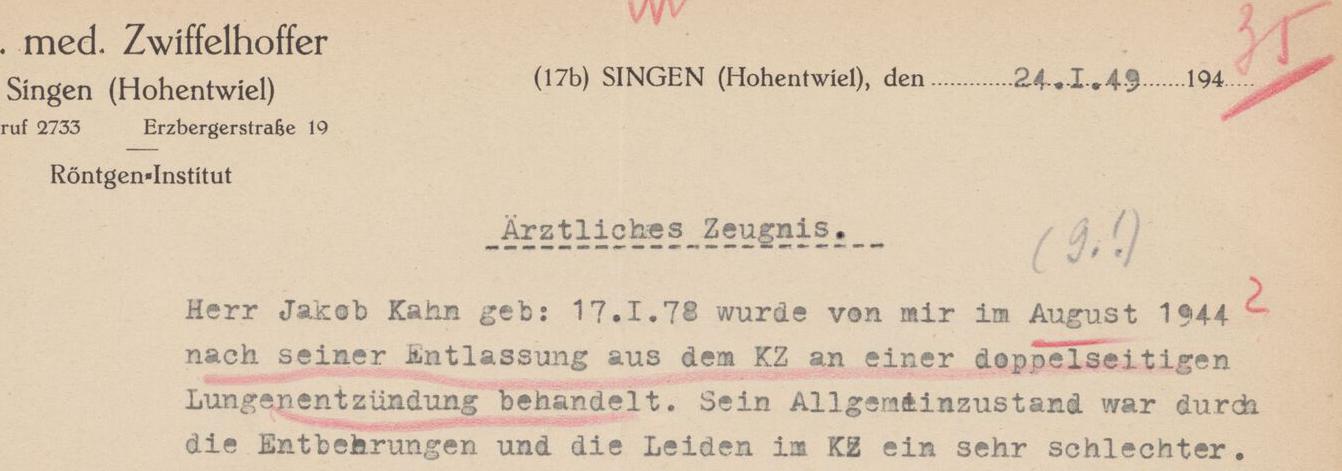 . med. Zwiffelhoffer
Singen (Hohentwiel)
ruf 2733 Erzbergerstraße 19
Röntgen-Institut
(17b) SINGEN (Hohentwiel), den 24.I.49 194
35
Ärztliches Zeugnis.
(9.!)
Herr Jakob Kahn geb: 17.I.78 wurde von mir im August 1944 2
nach seiner Entlassung aus dem KZ an einer doppelseitigen
Lungenentzündung behandelt. Sein Allgemeinzustand war durch
die Entbehrungen und die Leiden im KZ ein sehr schlechter.